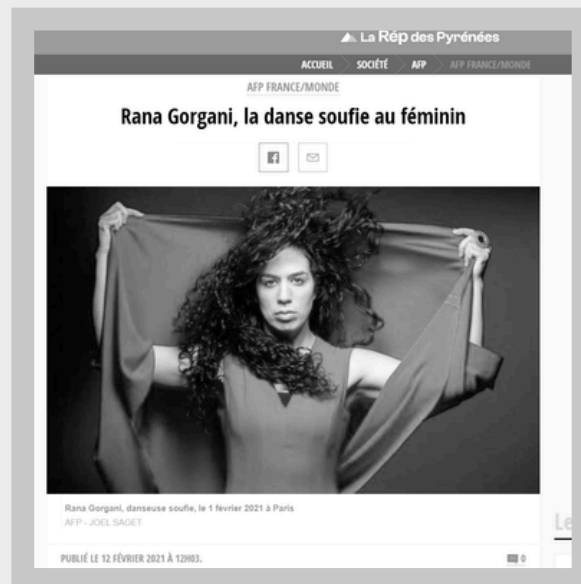 La Rép des Pyrénées
ACCUEIL SOCIÉTÉ AFP AFP FRANCE/MONDE
AFP FRANCE/MONDE
Rana Gorgani, la danse soufie au féminin
Rana Gorgani, danseuse soufie, le 1 février 2021 à Paris
AFP - JOEL SAGET
Le
PUBLIÉ LE 12 FÉVRIER 2021 À 12H03. 0